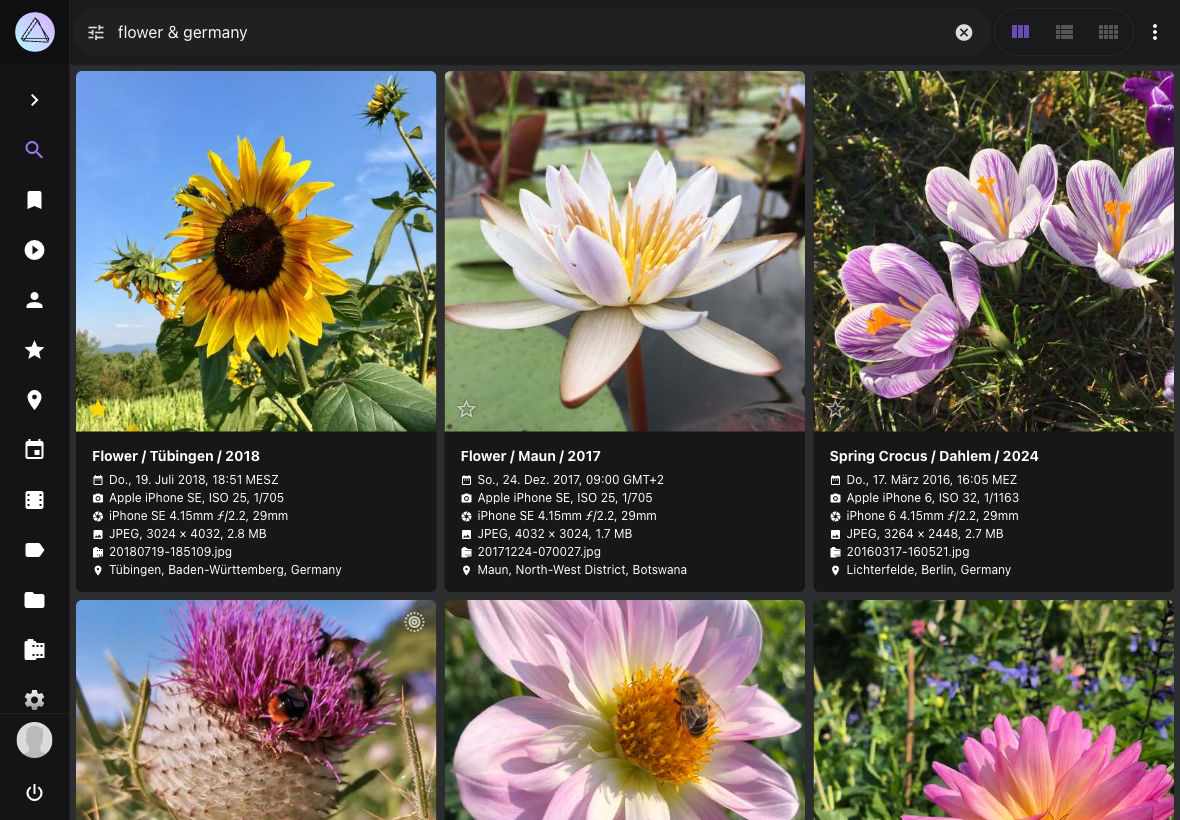 flower & germany
Flower / Tübingen / 2018
Do., 19. Juli 2018, 18:51 MESZ
Apple iPhone SE, ISO 25, 1/705
iPhone SE 4.15mm ƒ/2.2, 29mm
JPEG, 3024 × 4032, 2.8 MB
20180719-185109.jpg
Tübingen, Baden-Württemberg, Germany
Flower / Maun / 2017
So., 24. Dez. 2017, 09:00 GMT+2
Apple iPhone SE, ISO 25, 1/705
iPhone SE 4.15mm ƒ/2.2, 29mm
JPEG, 4032 × 3024, 1.7 MB
20171224-070027.jpg
Maun, North-West District, Botswana
Spring Crocus / Dahlem / 2024
Do., 17. März 2016, 16:05 MEZ
Apple iPhone 6, ISO 32, 1/1163
iPhone 6 4.15mm ƒ/2.2, 29mm
JPEG, 3264 × 2448, 2.7 MB
20160317-160521.jpg
Lichterfelde, Berlin, Germany